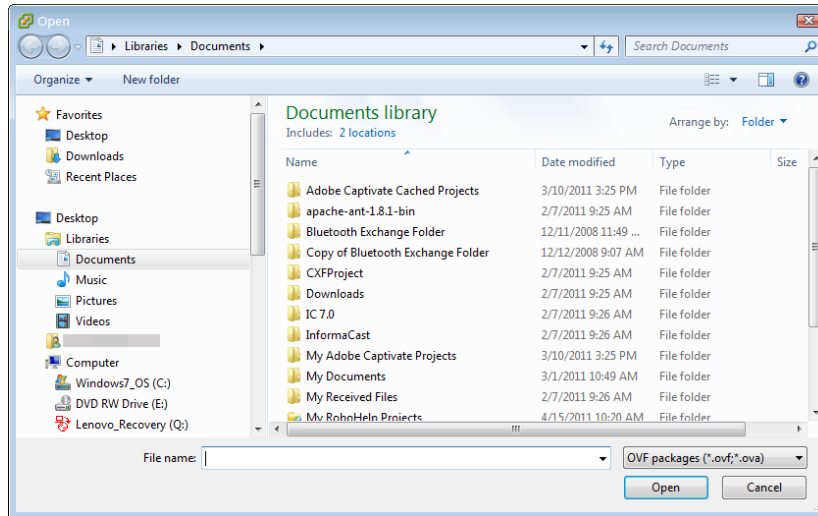 Open
Libraries Documents
Search Documents
Organize New folder
Favorites
Desktop
Downloads
Recent Places
Desktop
Libraries
Documents
Music
Pictures
Videos
Computer
Windows7_OS (C:)
DVD RW Drive (E:)
Lenovo_Recovery (Q:)
Documents library
Includes: 2 locations
Arrange by: Folder
Name Date modified Type Size
Adobe Captivate Cached Projects 3/10/2011 3:25 PM File folder
apache-ant-1.8.1-bin 2/7/2011 9:25 AM File folder
Bluetooth Exchange Folder 12/11/2008 11:49 ... File folder
Copy of Bluetooth Exchange Folder 12/12/2008 9:07 AM File folder
CXFProject 2/7/2011 9:25 AM File folder
Downloads 2/7/2011 9:25 AM File folder
IC 7.0 2/7/2011 9:26 AM File folder
InformaCast 2/7/2011 9:26 AM File folder
My Adobe Captivate Projects 3/10/2011 3:25 PM File folder
My Documents 3/1/2011 10:49 AM File folder
My Received Files 2/7/2011 9:26 AM File folder
My RoboHelp Projects 4/15/2011 10:20 AM File folder
File name:
OVF packages (*.ovf;*.ova)
Open Cancel